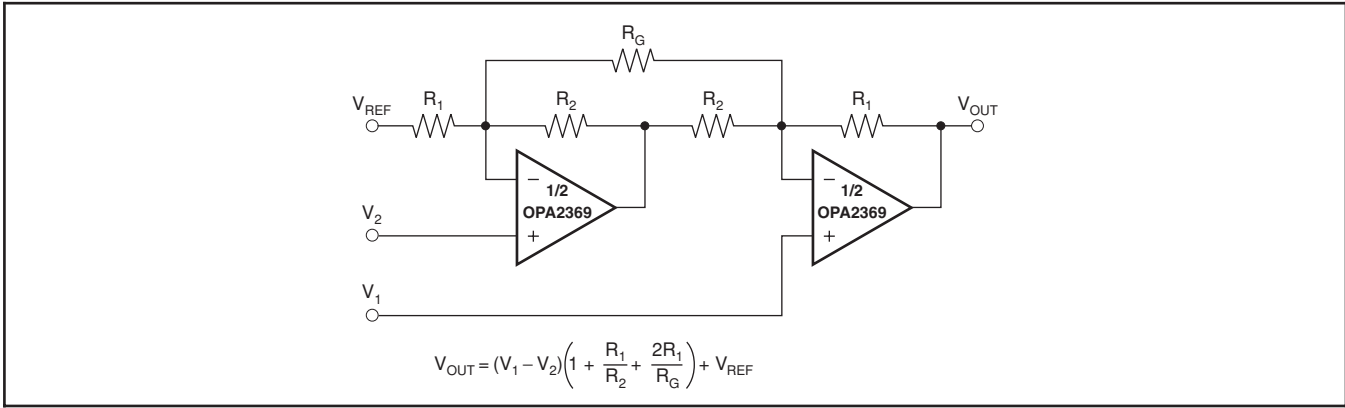 R_G
V_REF R_1 R_2 R_2 R_1 V_OUT
− 1/2 OPA2369 +
− 1/2 OPA2369 +
V_2
V_1
V_OUT = (V_1 − V_2)(1 + R_1/R_2 + 2R_1/R_G) + V_REF